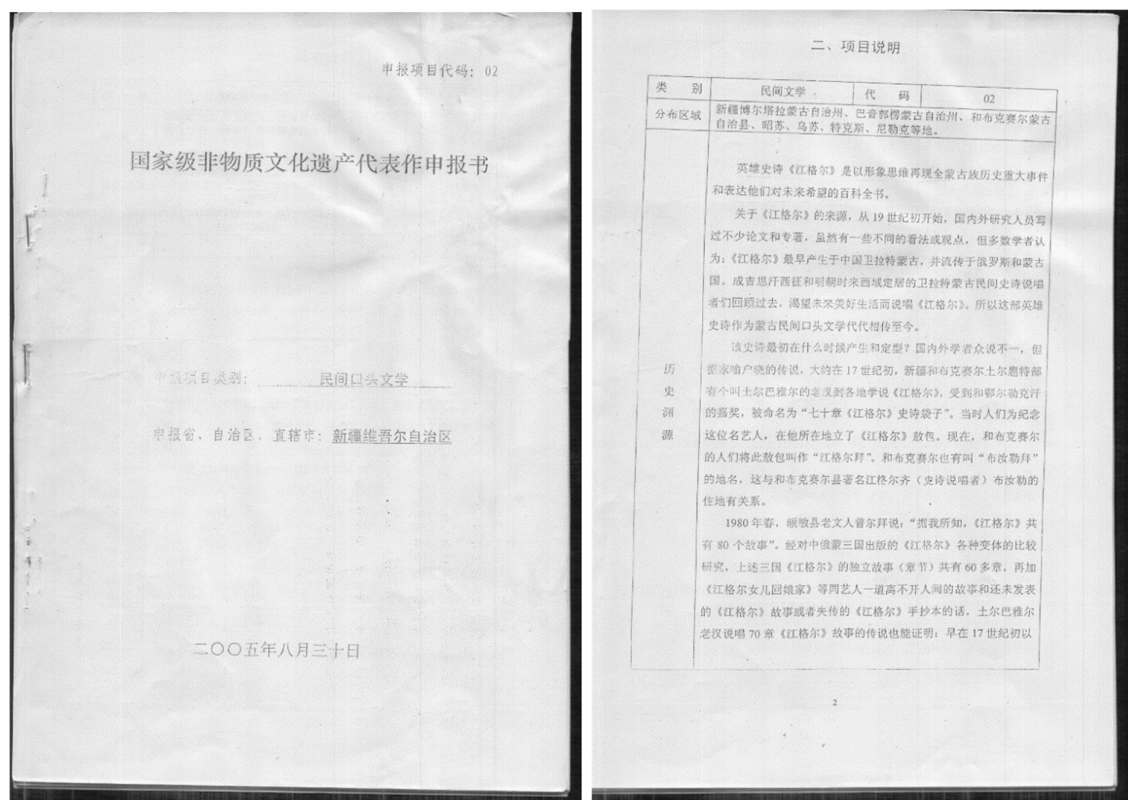 申报项目代码：02
国家级非物质文化遗产代表作申报书
申报项目类别： 民间口头文学
申报省、自治区、直辖市：新疆维吾尔自治区
二〇〇五年八月三十日
二、项目说明
类 别 民间文学 代 码 02
分布区域 新疆博尔塔拉蒙古自治州、巴音郭楞蒙古自治州、和布克赛尔蒙古
自治县、昭苏、乌苏、特克斯、尼勒克等地。
历史渊源
英雄史诗《江格尔》是以形象思维再现全蒙古族历史重大事件
和表达他们对未来希望的百科全书。
关于《江格尔》的来源，从19世纪初开始，国内外研究人员写
过不少论文和专著，虽然有一些不同的看法或观点，但多数学者认
为：《江格尔》最早产生于中国卫拉特蒙古，并流传于俄罗斯和蒙古
国。成吉思汗西征和明朝时来西域定居的卫拉特蒙古民间史诗说唱
者们回顾过去，渴望未来美好生活而说唱《江格尔》。所以这部英雄
史诗作为蒙古民间口头文学代代相传至今。
该史诗最初在什么时候产生和定型？国内外学者众说不一，但
据家喻户晓的传说，大约在17世纪初，新疆和布克赛尔土尔扈特部
有个叫土尔巴雅尔的老汉到各地学说《江格尔》，受到和鄂尔勒克汗
的嘉奖，被命名为“七十章《江格尔》史诗袋子”。当时人们为纪念
这位名艺人，在他所在地立了《江格尔》敖包。现在，和布克赛尔
的人们将此敖包叫作“江格尔拜”。和布克赛尔也有叫“布汝勒拜”
的地名，这与和布克赛尔县著名江格尔齐（史诗说唱者）布汝勒的
住地有关系。
1980年春，额敏县老文人普尔拜说：“据我所知，《江格尔》共
有80个故事”。经对中俄蒙三国出版的《江格尔》各种变体的比较
研究，上述三国《江格尔》的独立故事（章节）共有60多章，再加
《江格尔女儿回娘家》等同艺人一道离不开人间的故事和还未发表
的《江格尔》故事或者失传的《江格尔》手抄本的话，土尔巴雅尔
老汉说唱70章《江格尔》故事的传说也能证明：早在17世纪初以
2